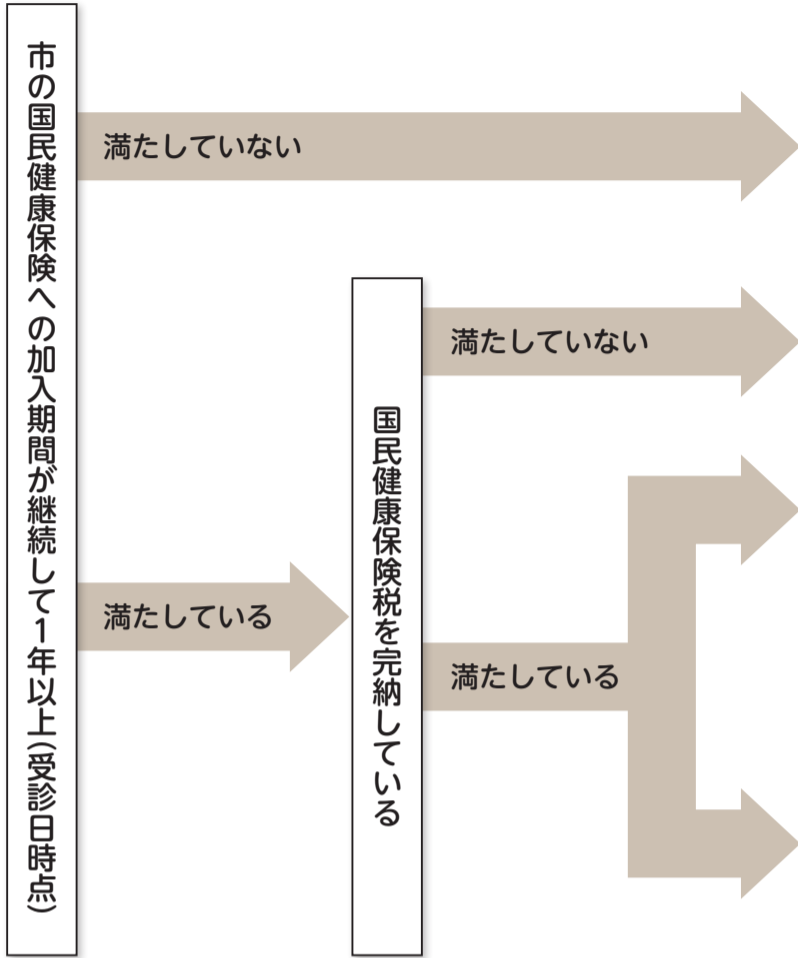 市の国民健康保険への加入期間が継続して1年以上(受診日時点)
満たしていない
満たしている
国民健康保険税を完納している
満たしていない
満たしている